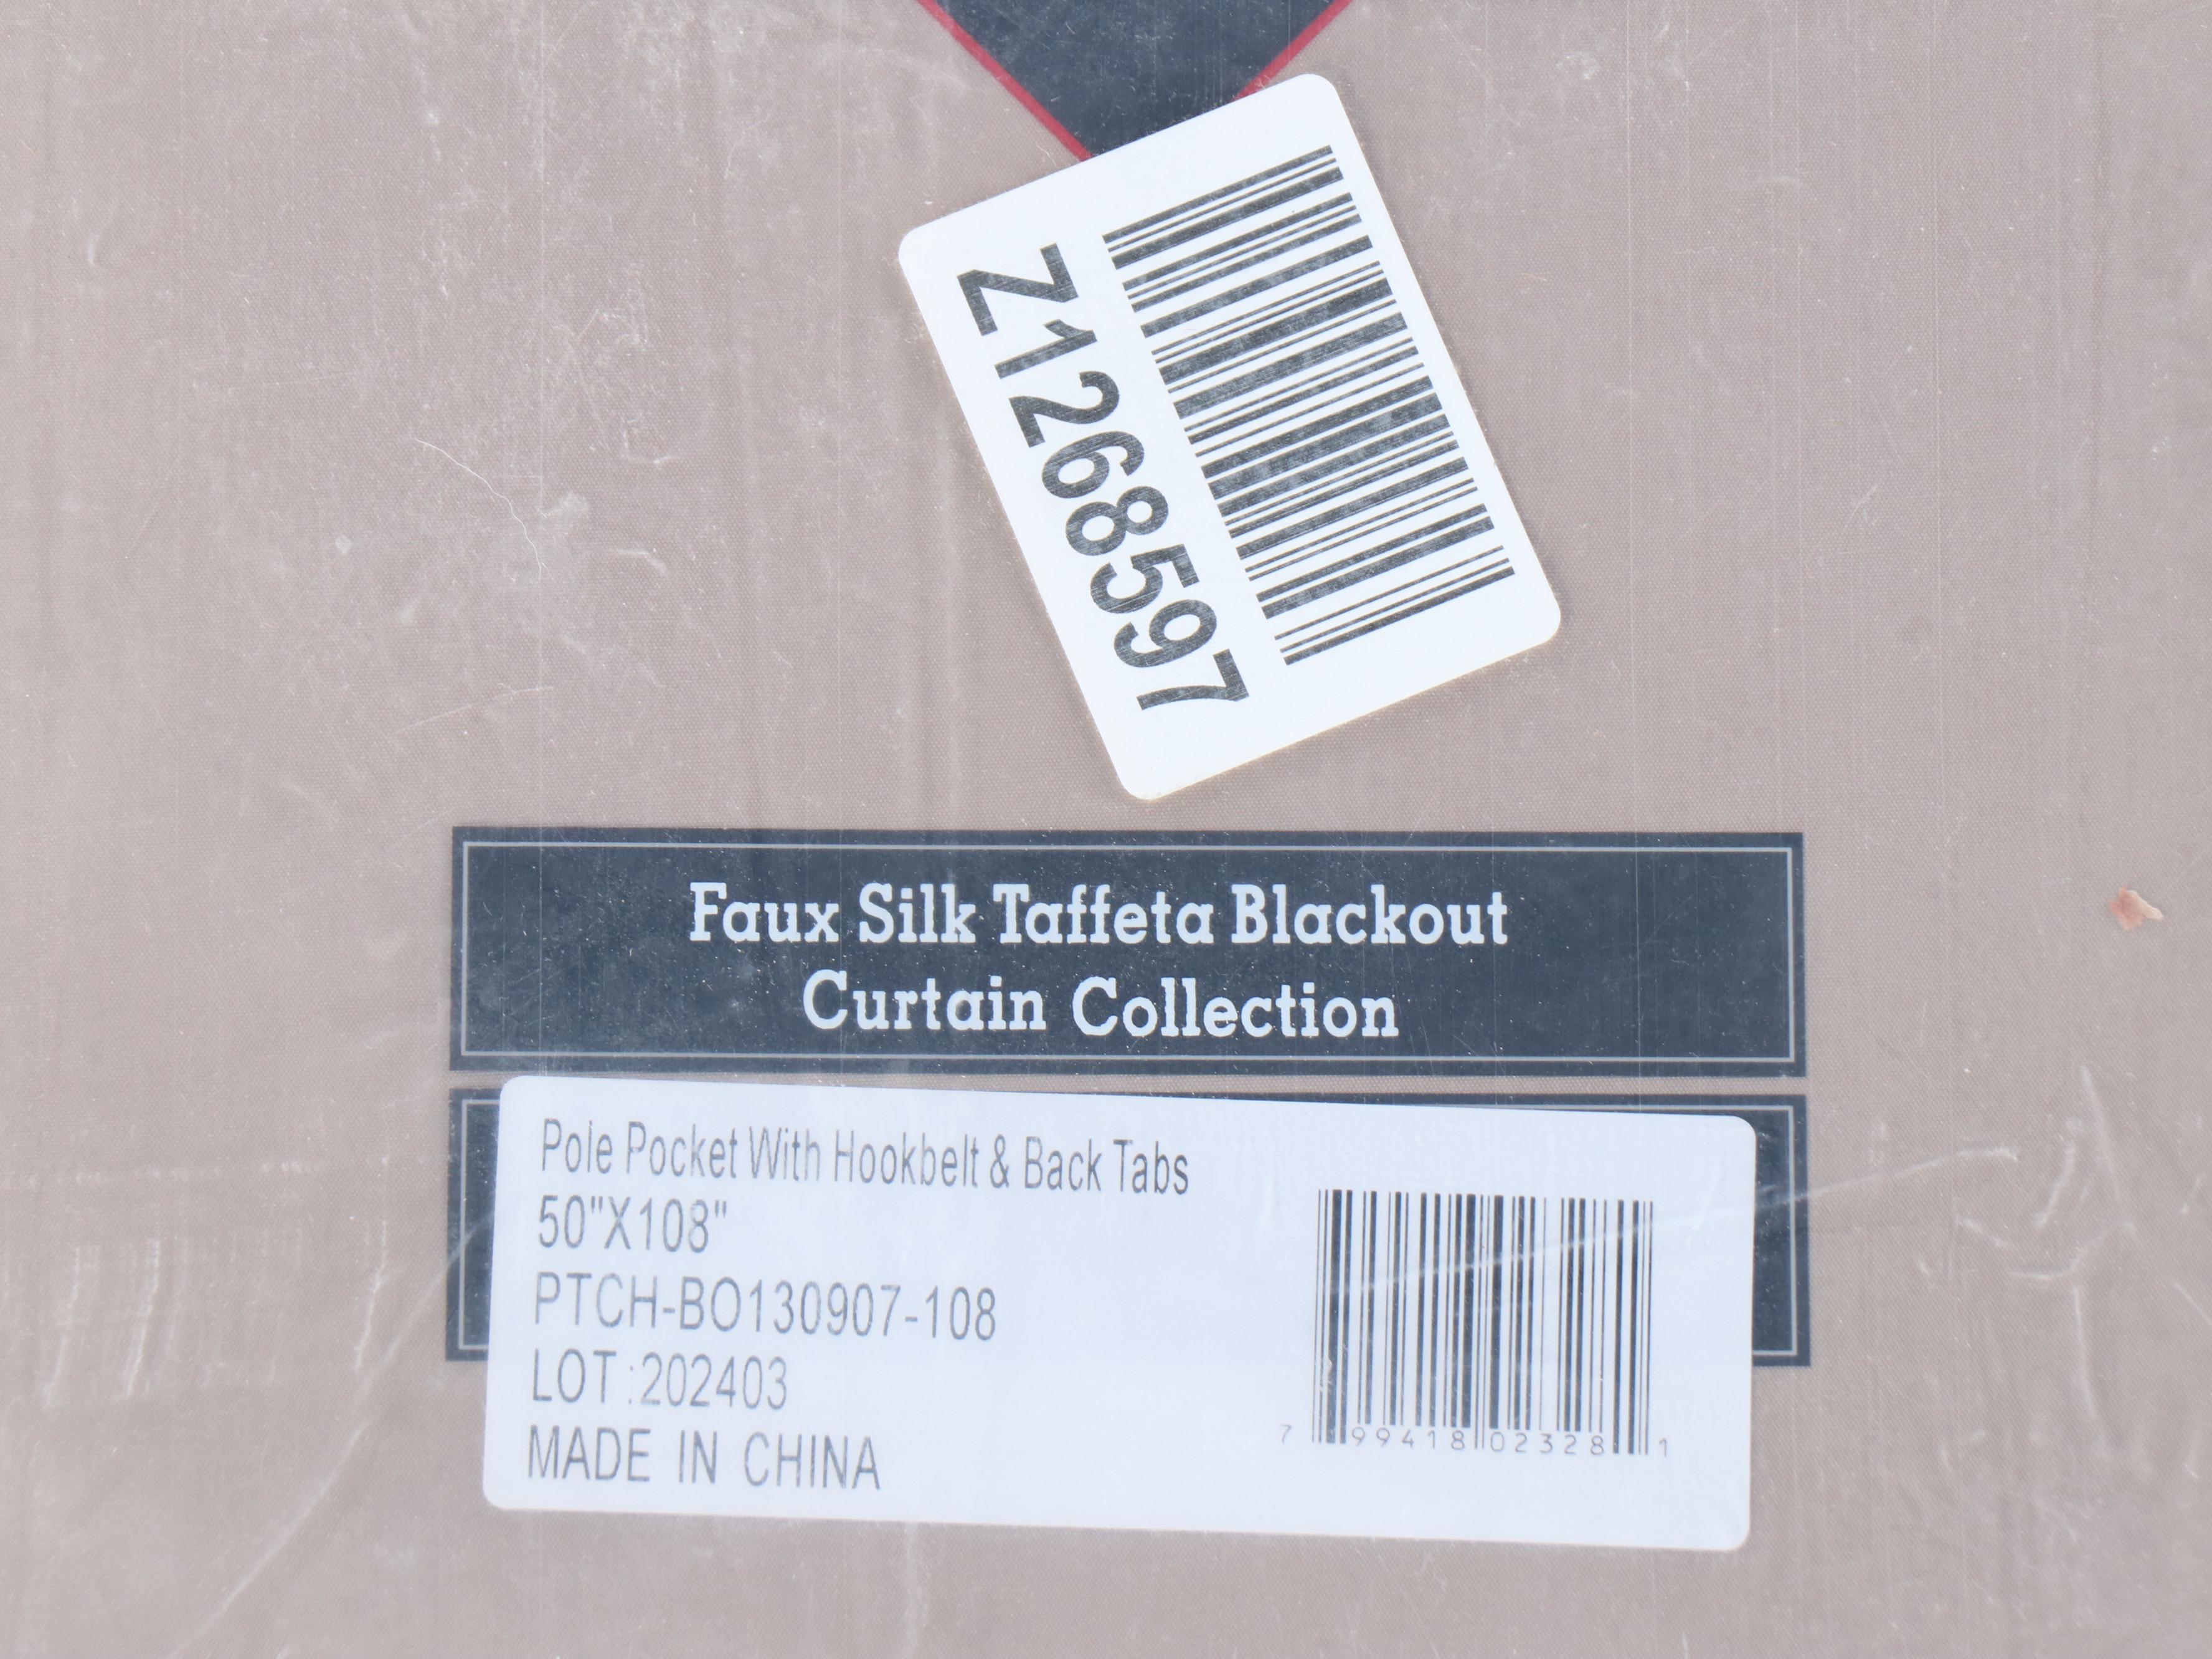 Z1268597
Faux Silk Taffeta Blackout
Curtain Collection
Pole Pocket With Hookbelt & Back Tabs
50"X108"
PTCH-BO130907-108
LOT:202403
MADE IN CHINA
7 99418 02328 1